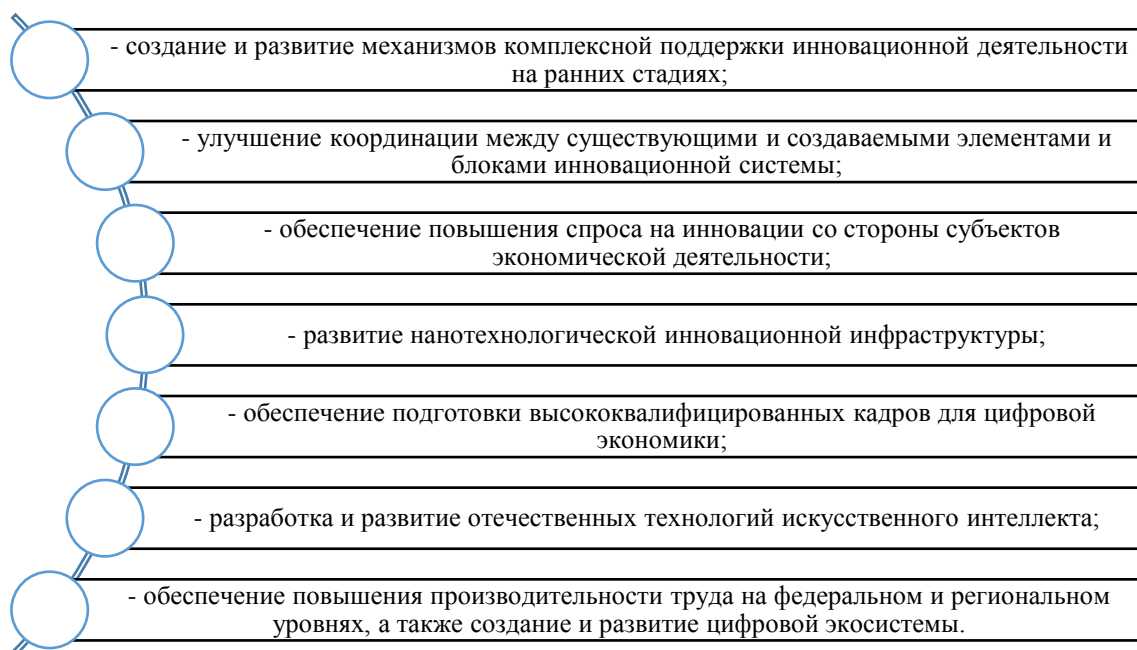 - создание и развитие механизмов комплексной поддержки инновационной деятельности
на ранних стадиях;
- улучшение координации между существующими и создаваемыми элементами и
блоками инновационной системы;
- обеспечение повышения спроса на инновации со стороны субъектов
экономической деятельности;
- развитие нанотехнологической инновационной инфраструктуры;
- обеспечение подготовки высококвалифицированных кадров для цифровой
экономики;
- разработка и развитие отечественных технологий искусственного интеллекта;
- обеспечение повышения производительности труда на федеральном и региональном
уровнях, а также создание и развитие цифровой экосистемы.